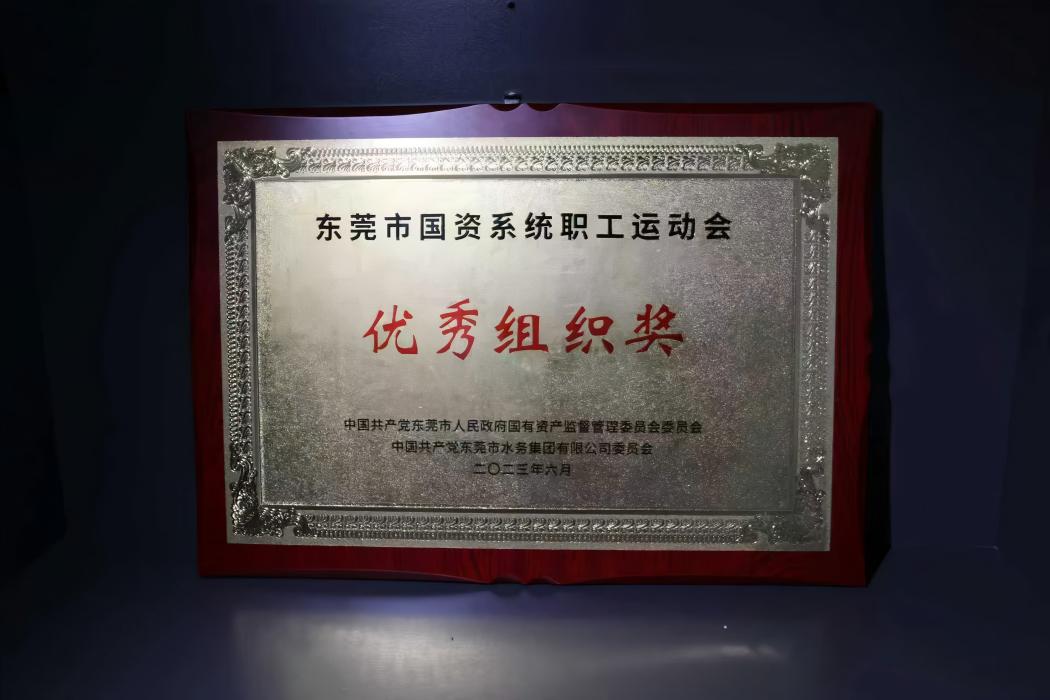 东莞市国资系统职工运动会
优秀组织奖
中国共产党东莞市人民政府国有资产监督管理委员会委员会
中国共产党东莞市水务集团有限公司委员会
二〇二三年六月